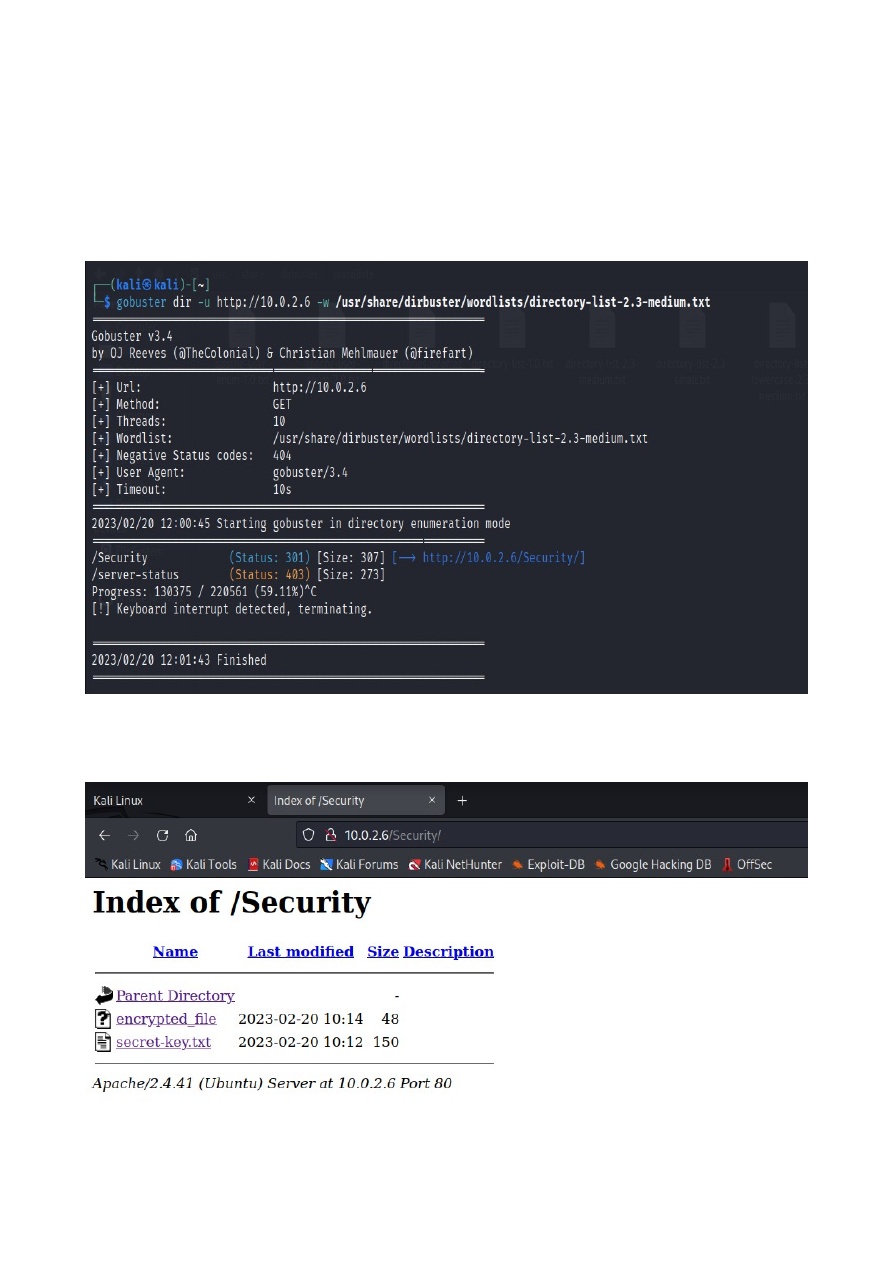 ┌──(kali㉿kali)-[~]
└─$ gobuster dir -u http://10.0.2.6 -w /usr/share/dirbuster/wordlists/directory-list-2.3-medium.txt
Gobuster v3.4
by OJ Reeves (@TheColonial) & Christian Mehlmauer (@firefart)
[+] Url: http://10.0.2.6
[+] Method: GET
[+] Threads: 10
[+] Wordlist: /usr/share/dirbuster/wordlists/directory-list-2.3-medium.txt
[+] Negative Status codes: 404
[+] User Agent: gobuster/3.4
[+] Timeout: 10s
2023/02/20 12:00:45 Starting gobuster in directory enumeration mode
/Security (Status: 301) [Size: 307] [--> http://10.0.2.6/Security/]
/server-status (Status: 403) [Size: 273]
Progress: 130375 / 220561 (59.11%)^C
[!] Keyboard interrupt detected, terminating.
2023/02/20 12:01:43 Finished
Kali Linux × Index of /Security × +
10.0.2.6/Security/
Kali Linux Kali Tools Kali Docs Kali Forums Kali NetHunter Exploit-DB Google Hacking DB OffSec
Index of /Security
Name Last modified Size Description
Parent Directory -
encrypted_file 2023-02-20 10:14 48
secret-key.txt 2023-02-20 10:12 150
Apache/2.4.41 (Ubuntu) Server at 10.0.2.6 Port 80